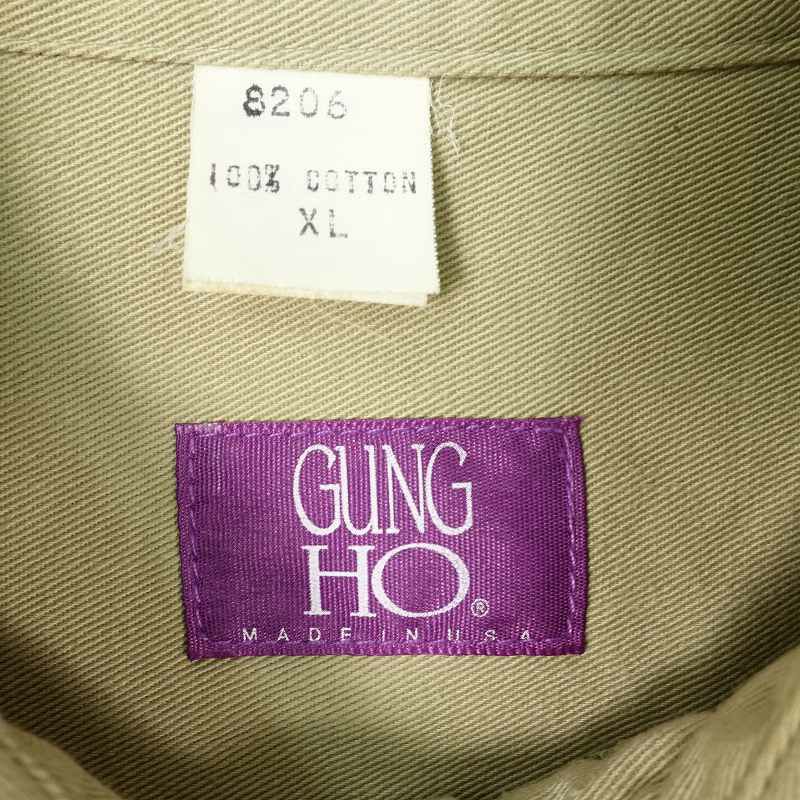 8206
100% COTTON
XL
GUNG
HO®
MADE IN USA